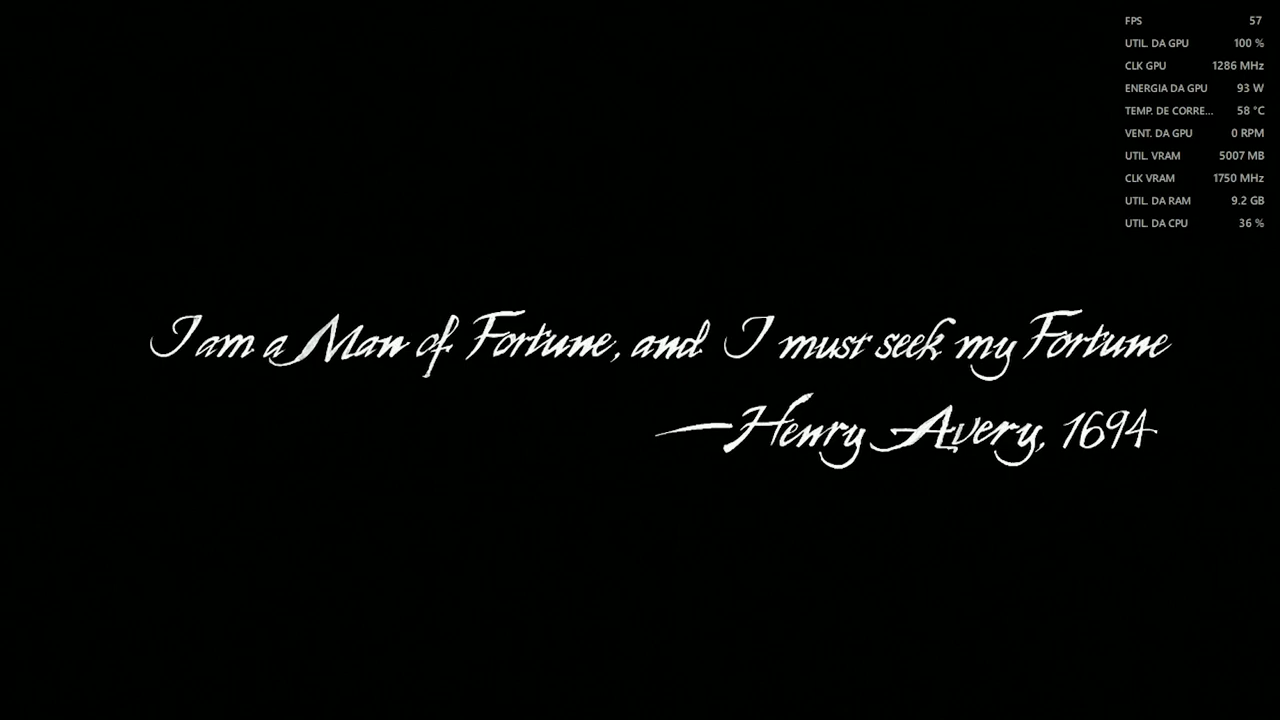 FPS 57
UTIL. DA GPU 100 %
CLK GPU 1286 MHz
ENERGIA DA GPU 93 W
TEMP. DE CORRE... 58 °C
VENT. DA GPU 0 RPM
UTIL. VRAM 5007 MB
CLK VRAM 1750 MHz
UTIL. DA RAM 9.2 GB
UTIL. DA CPU 36 %
I am a Man of Fortune, and I must seek my Fortune
—Henry Avery, 1694